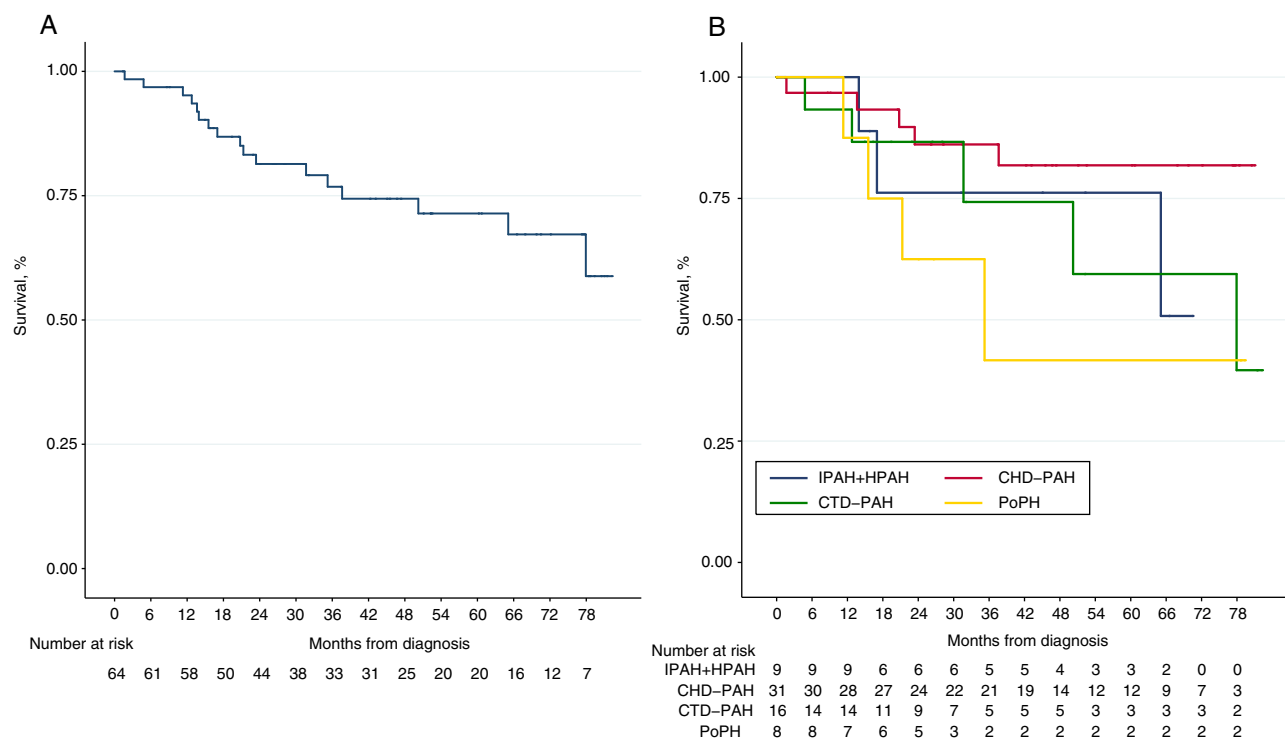 A
1.00
0.75
0.50
0.25
0.00
Survival, %
0 6 12 18 24 30 36 42 48 54 60 66 72 78
Number at risk
Months from diagnosis
64 61 58 50 44 38 33 31 25 20 20 16 12 7
B
1.00
0.75
0.50
0.25
0.00
Survival, %
IPAH+HPAH CHD–PAH
CTD–PAH PoPH
0 6 12 18 24 30 36 42 48 54 60 66 72 78
Months from diagnosis
Number at risk
IPAH+HPAH 9 9 9 6 6 6 5 5 4 3 3 2 0 0
CHD–PAH 31 30 28 27 24 22 21 19 14 12 12 9 7 3
CTD–PAH 16 14 14 11 9 7 5 5 5 3 3 3 3 2
PoPH 8 8 7 6 5 3 2 2 2 2 2 2 2 2